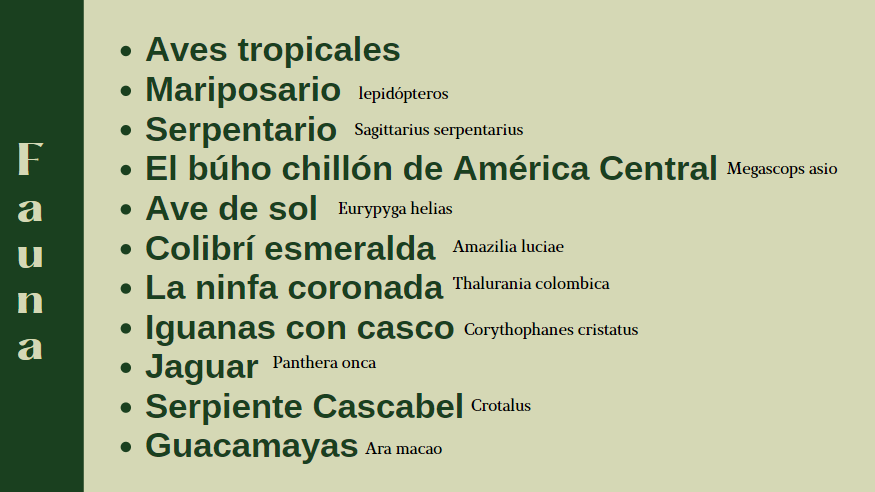 Fauna
Aves tropicales
Mariposario lepidópteros
Serpentario Sagittarius serpentarius
El búho chillón de América Central Megascops asio
Ave de sol Eurypyga helias
Colibrí esmeralda Amazilia luciae
La ninfa coronada Thalurania colombica
Iguanas con casco Corythophanes cristatus
Jaguar Panthera onca
Serpiente Cascabel Crotalus
Guacamayas Ara macao